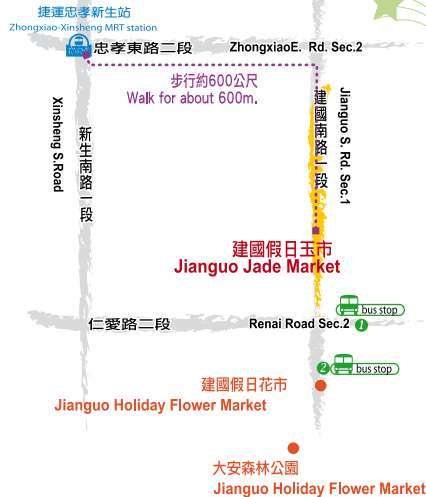 捷運忠孝新生站
Zhongxiao-Xinsheng MRT station
忠孝東路二段
ZhongxiaoE. Rd. Sec.2
步行約600公尺
Walk for about 600m.
Xinsheng S.Road
新生南路一段
建國南路一段
Jianguo S. Rd. Sec.1
建國假日玉市
Jianguo Jade Market
bus stop
仁愛路二段
Renai Road Sec.2
1
2
bus stop
建國假日花市
Jianguo Holiday Flower Market
大安森林公園
Jianguo Holiday Flower Market